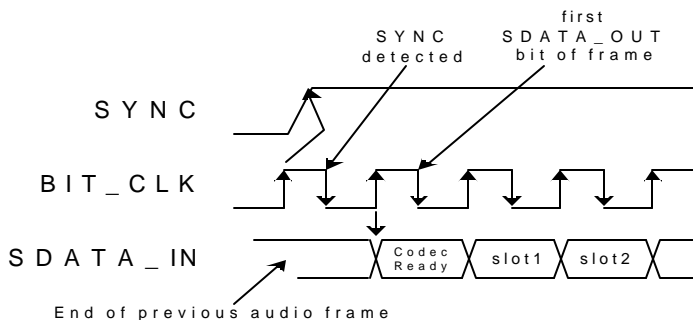 first
SYNC
SDATA_OUT
detected
bit of frame
SYNC
BIT_CLK
SDATA_IN
Codec
Ready
slot1
slot2
End of previous audio frame